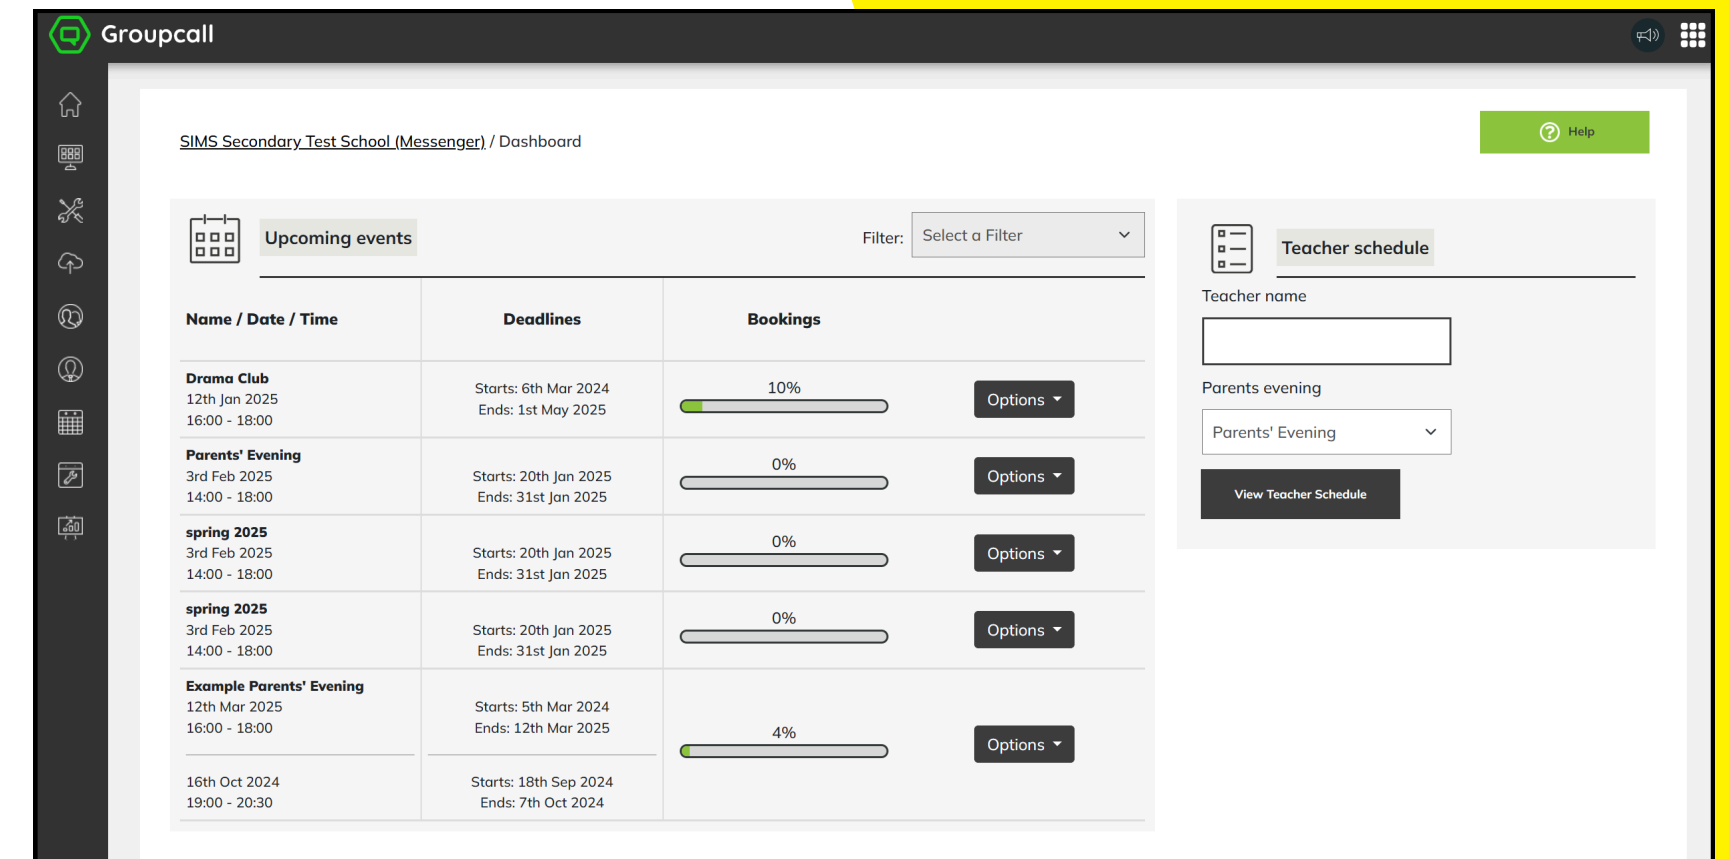 Groupcall
SIMS Secondary Test School (Messenger) / Dashboard
Help
Upcoming events
Filter:
Select a Filter
Name / Date / Time
Deadlines
Bookings
Drama Club
12th Jan 2025
16:00 - 18:00
Starts: 6th Mar 2024
Ends: 1st May 2025
10%
Options
Parents' Evening
3rd Feb 2025
14:00 - 18:00
Starts: 20th Jan 2025
Ends: 31st Jan 2025
0%
Options
spring 2025
3rd Feb 2025
14:00 - 18:00
Starts: 20th Jan 2025
Ends: 31st Jan 2025
0%
Options
spring 2025
3rd Feb 2025
14:00 - 18:00
Starts: 20th Jan 2025
Ends: 31st Jan 2025
0%
Options
Example Parents' Evening
12th Mar 2025
16:00 - 18:00
Starts: 5th Mar 2024
Ends: 12th Mar 2025
4%
Options
16th Oct 2024
19:00 - 20:30
Starts: 18th Sep 2024
Ends: 7th Oct 2024
Teacher schedule
Teacher name
Parents evening
Parents' Evening
View Teacher Schedule